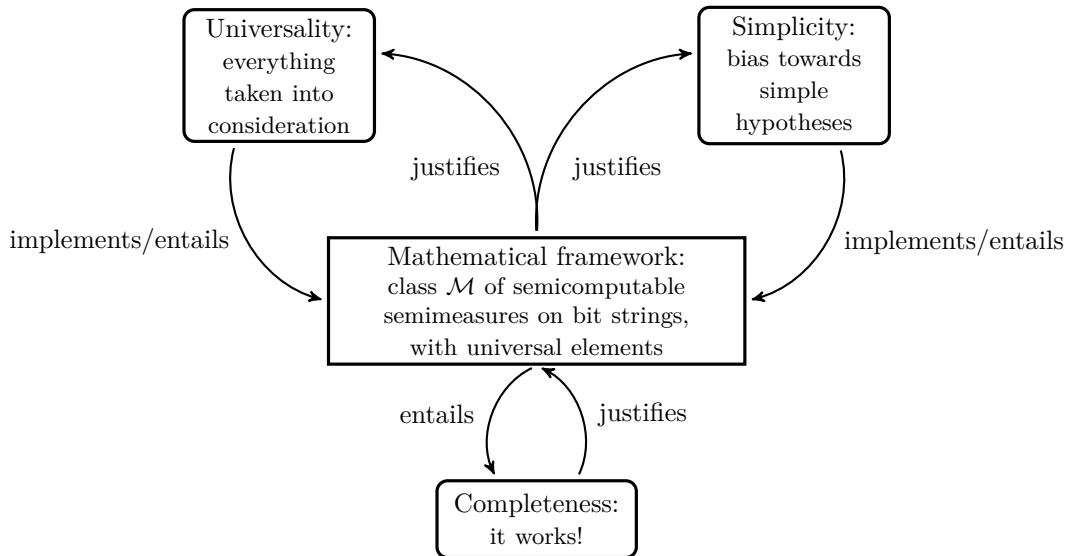 Universality:
everything
taken into
consideration
Simplicity:
bias towards
simple
hypotheses
justifies
justifies
implements/entails
implements/entails
Mathematical framework:
class ℳ of semicomputable
semimeasures on bit strings,
with universal elements
entails
justifies
Completeness:
it works!